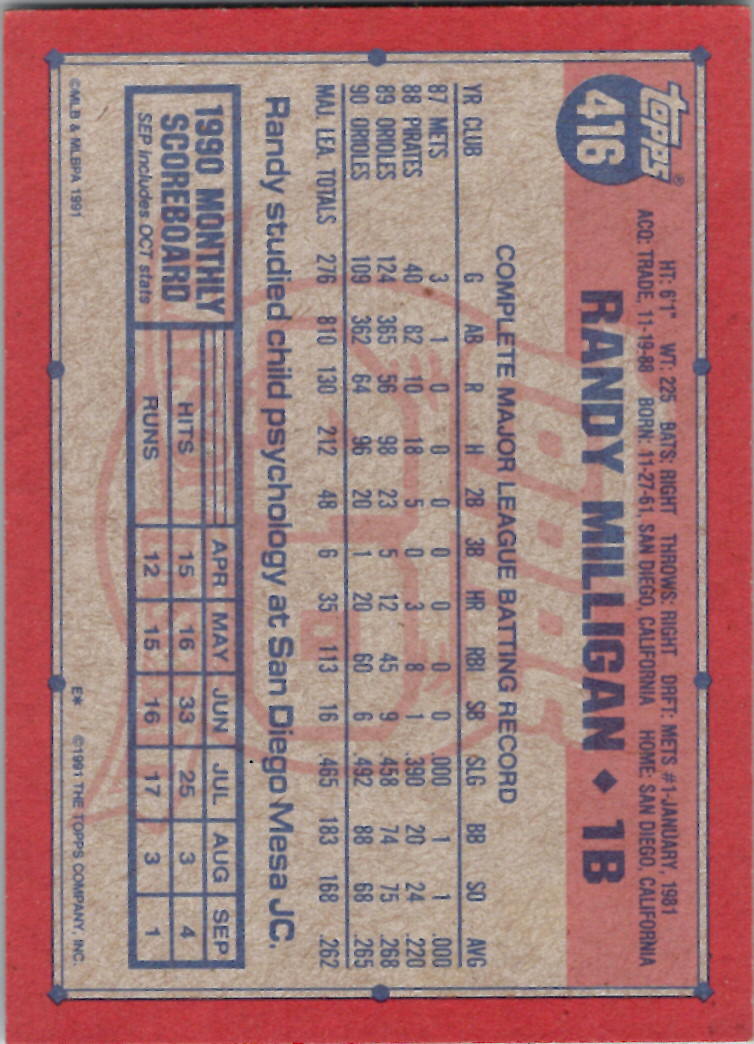 TOPPS®
416
HT: 6'1" WT: 225 BATS: RIGHT THROWS: RIGHT DRFT: METS #1-JANUARY, 1981
ACQ: TRADE, 11-19-88 BORN: 11-27-61, SAN DIEGO, CALIFORNIA HOME: SAN DIEGO, CALIFORNIA
RANDY MILLIGAN ♦ 1B
COMPLETE MAJOR LEAGUE BATTING RECORD
YR CLUB G AB R H 2B 3B HR RBI SB SLG BB SO AVG
87 METS 3 1 0 0 0 0 0 0 0 .000 1 1 .000
88 PIRATES 40 82 10 18 5 0 3 8 1 .390 20 24 .220
89 ORIOLES 124 365 56 98 23 5 12 45 9 .458 74 75 .268
90 ORIOLES 109 362 64 96 20 1 20 60 6 .492 88 68 .265
MAJ. LEA. TOTALS 276 810 130 212 48 6 35 113 16 .465 183 168 .262
Randy studied child psychology at San Diego Mesa JC.
1990 MONTHLY
SCOREBOARD
SEP includes OCT stats
APR MAY JUN JUL AUG SEP
HITS 15 16 33 25 3 4
RUNS 12 15 16 17 3 1
©MLB & MLBPA 1991
E* ©1991 THE TOPPS COMPANY, INC.